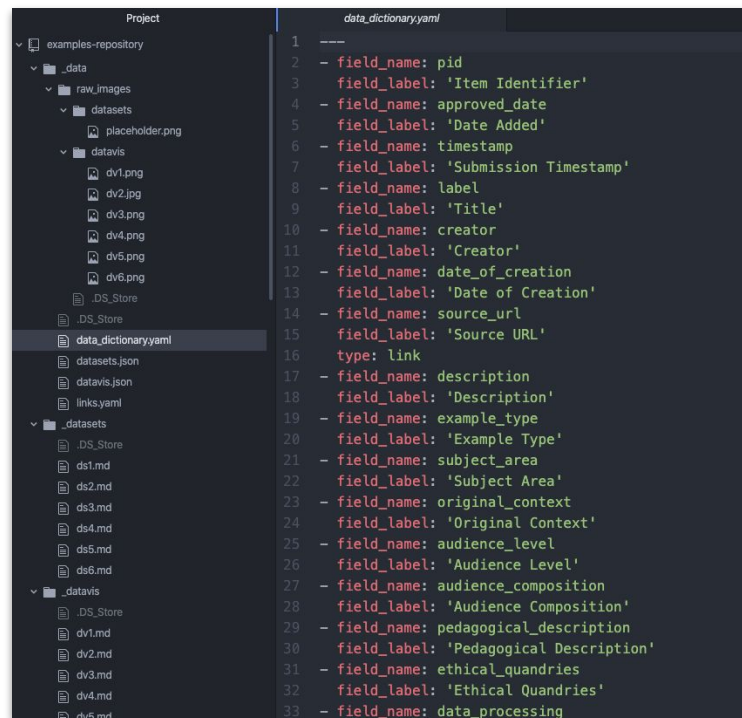 Project
examples-repository
_data
raw_images
datasets
placeholder.png
datavis
dv1.png
dv2.jpg
dv3.png
dv4.png
dv5.png
dv6.png
.DS_Store
.DS_Store
data_dictionary.yaml
datasets.json
datavis.json
links.yaml
_datasets
.DS_Store
ds1.md
ds2.md
ds3.md
ds4.md
ds5.md
ds6.md
_datavis
.DS_Store
dv1.md
dv2.md
dv3.md
dv4.md
dv5.md
data_dictionary.yaml
1 ---
2 - field_name: pid
3 field_label: 'Item Identifier'
4 - field_name: approved_date
5 field_label: 'Date Added'
6 - field_name: timestamp
7 field_label: 'Submission Timestamp'
8 - field_name: label
9 field_label: 'Title'
10 - field_name: creator
11 field_label: 'Creator'
12 - field_name: date_of_creation
13 field_label: 'Date of Creation'
14 - field_name: source_url
15 field_label: 'Source URL'
16 type: link
17 - field_name: description
18 field_label: 'Description'
19 - field_name: example_type
20 field_label: 'Example Type'
21 - field_name: subject_area
22 field_label: 'Subject Area'
23 - field_name: original_context
24 field_label: 'Original Context'
25 - field_name: audience_level
26 field_label: 'Audience Level'
27 - field_name: audience_composition
28 field_label: 'Audience Composition'
29 - field_name: pedagogical_description
30 field_label: 'Pedagogical Description'
31 - field_name: ethical_quandries
32 field_label: 'Ethical Quandries'
33 - field_name: data_processing